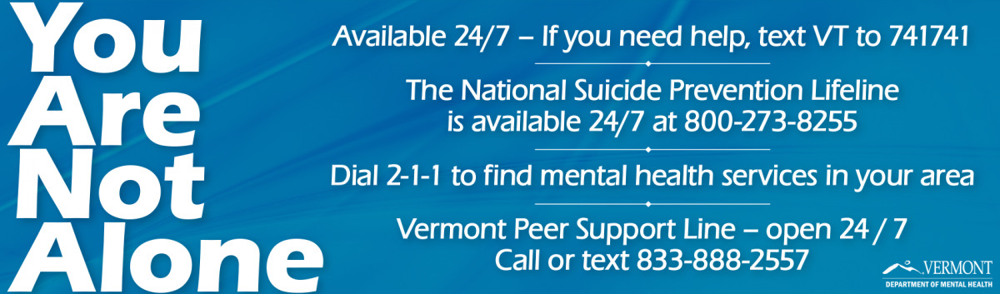 You
Are
Not
Alone
Available 24/7 – If you need help, text VT to 741741
The National Suicide Prevention Lifeline
is available 24/7 at 800-273-8255
Dial 2-1-1 to find mental health services in your area
Vermont Peer Support Line – open 24 / 7
Call or text 833-888-2557
VERMONT
DEPARTMENT OF MENTAL HEALTH